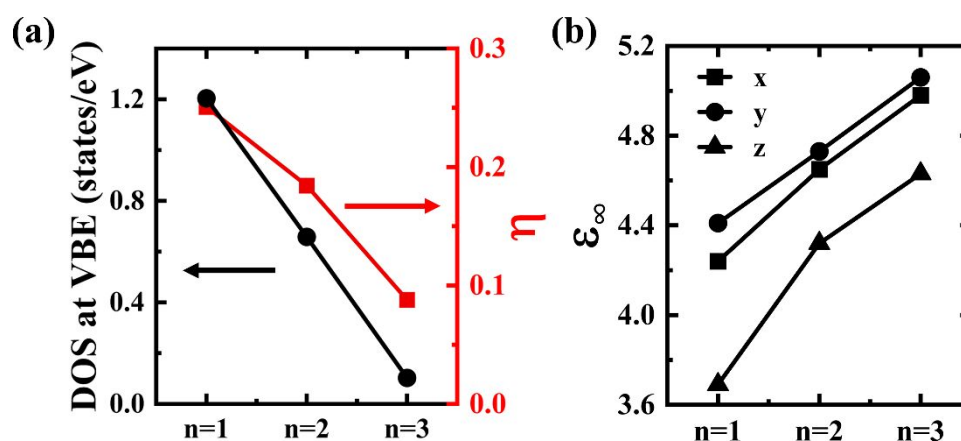 (a)
DOS at VBE (states/eV)
1.2
0.8
0.4
0.0
n=1 n=2 n=3
0.3
0.2
0.1
0.0
η
(b)
ε∞
5.2
4.8
4.4
4.0
3.6
x
y
z
n=1 n=2 n=3